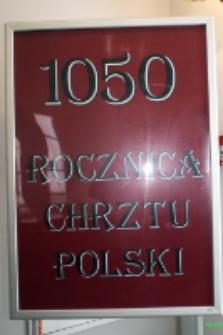 1050
ROCZNICA
CHRZTU
POLSKI